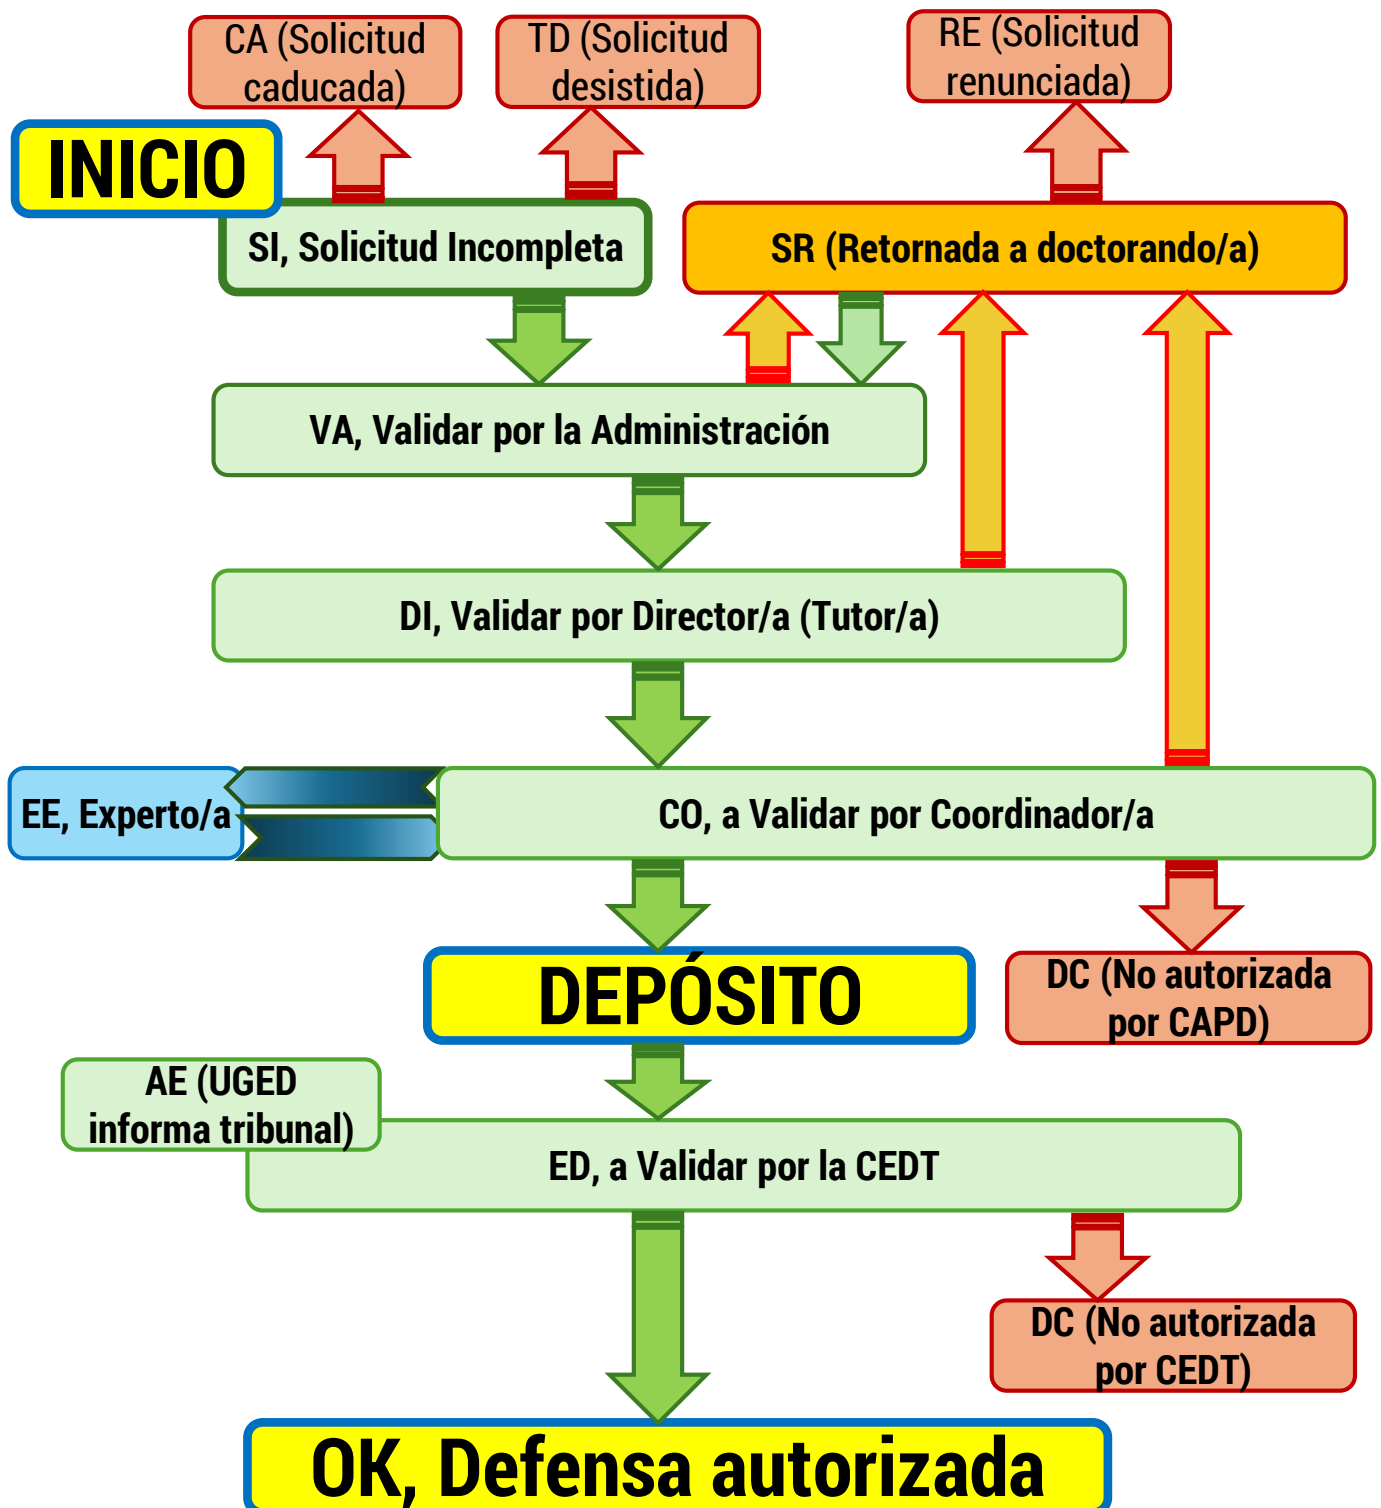 CA (Solicitud
caducada)
TD (Solicitud
desistida)
RE (Solicitud
renunciada)
INICIO
SI, Solicitud Incompleta
SR (Retornada a doctorando/a)
VA, Validar por la Administración
DI, Validar por Director/a (Tutor/a)
EE, Experto/a
CO, a Validar por Coordinador/a
DEPÓSITO
DC (No autorizada
por CAPD)
AE (UGED
informa tribunal)
ED, a Validar por la CEDT
DC (No autorizada
por CEDT)
OK, Defensa autorizada